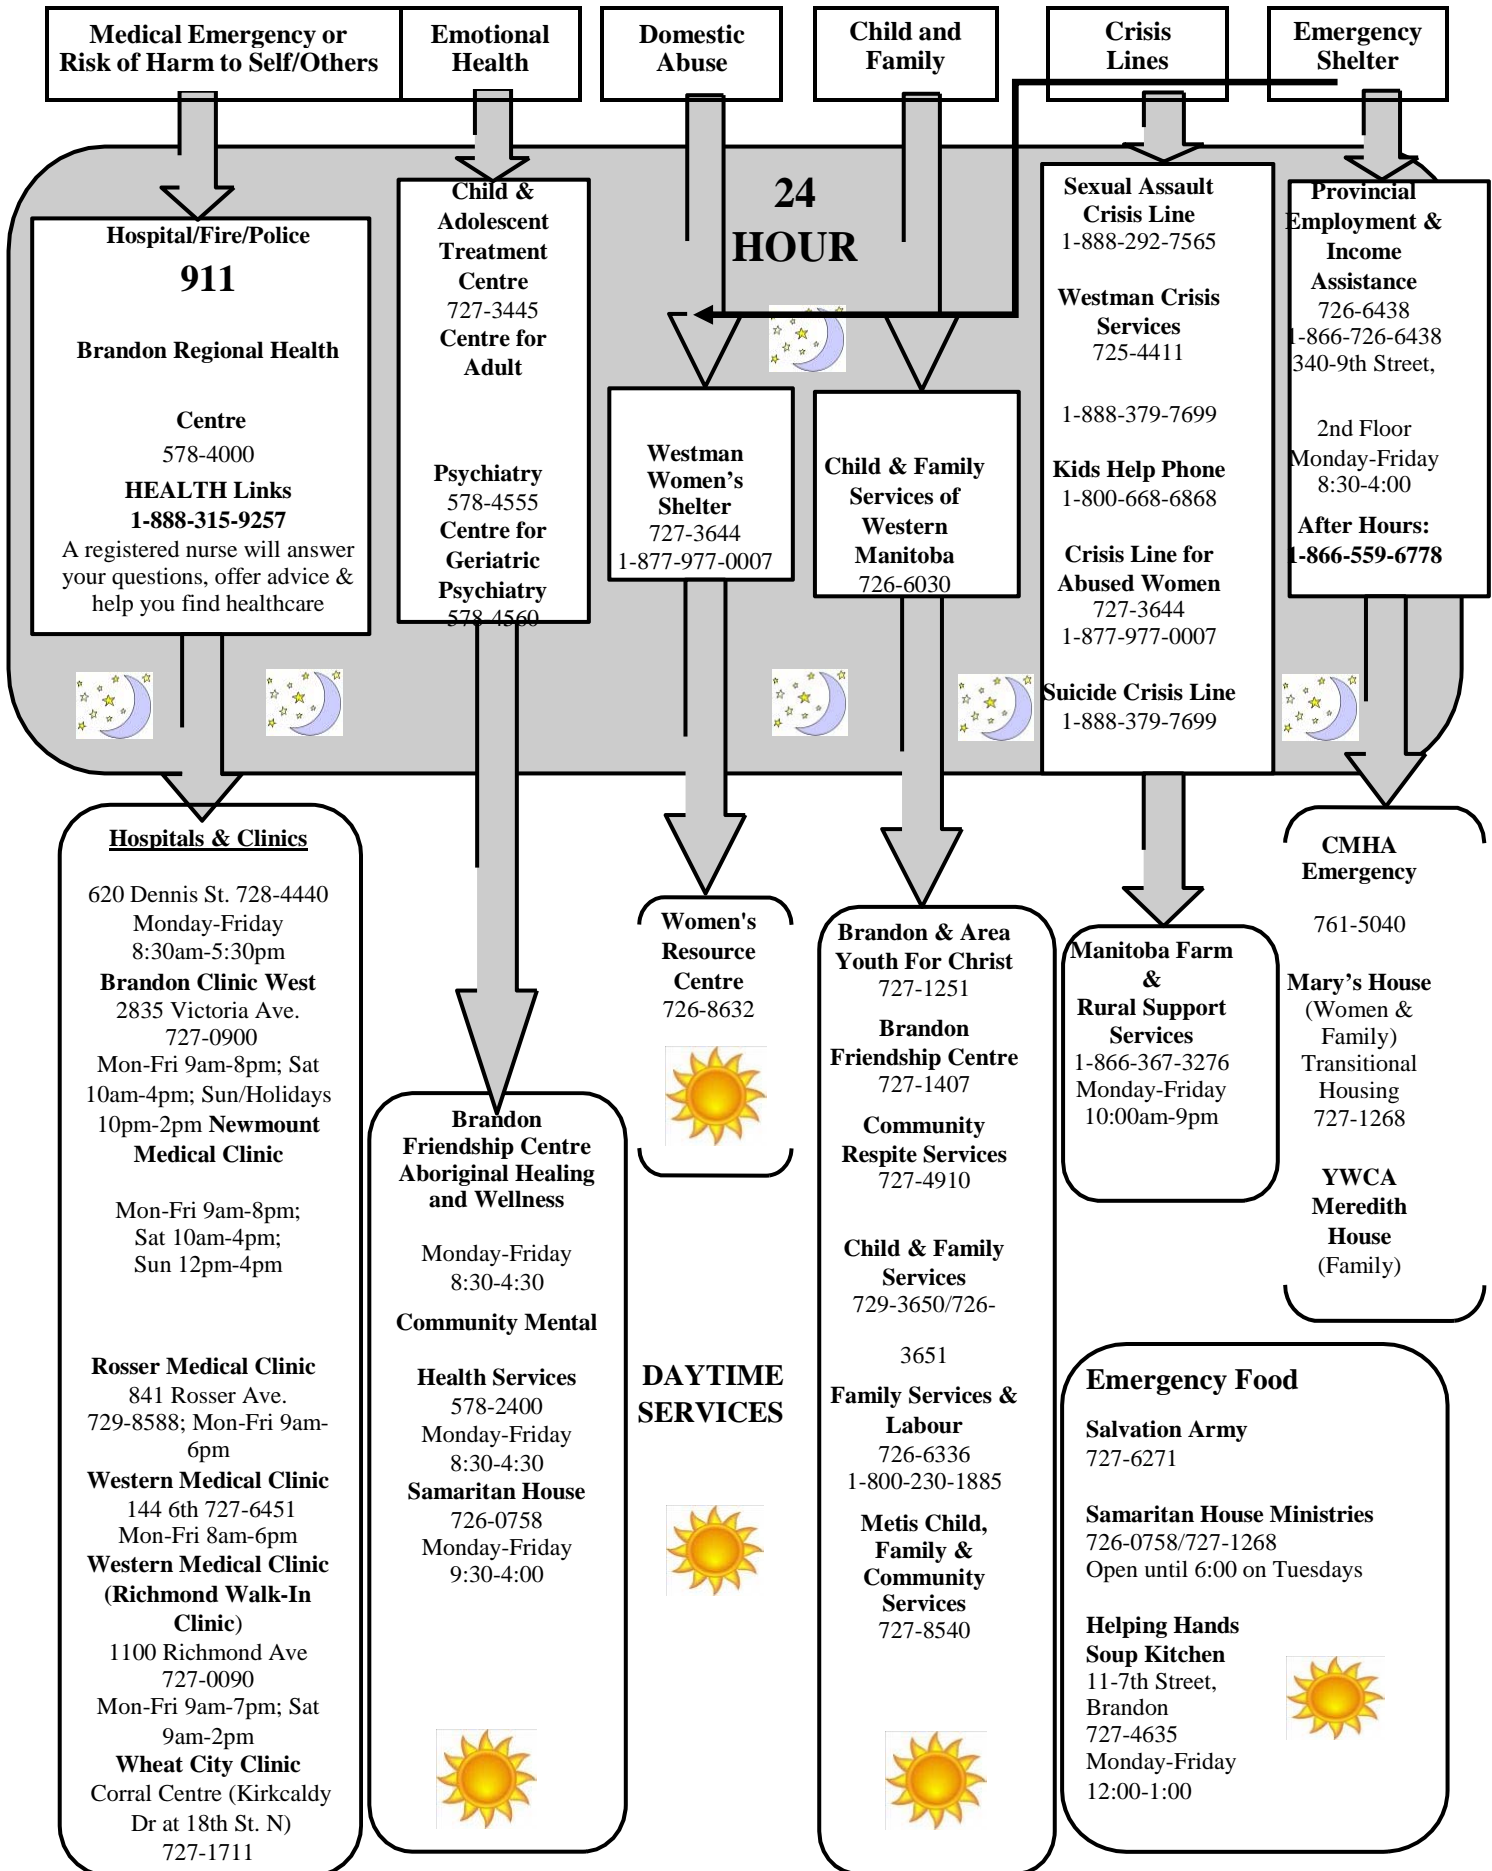 Medical Emergency or
Risk of Harm to Self/Others
Emotional
Health
Domestic
Abuse
Child and
Family
Crisis
Lines
Emergency
Shelter
24
HOUR
Hospital/Fire/Police
911
Brandon Regional Health
Centre
578-4000
HEALTH Links
1-888-315-9257
A registered nurse will answer
your questions, offer advice &
help you find healthcare
Child &
Adolescent
Treatment
Centre
727-3445
Centre for
Adult
Psychiatry
578-4555
Centre for
Geriatric
Psychiatry
578-4560
Westman
Women's
Shelter
727-3644
1-877-977-0007
Child & Family
Services of
Western
Manitoba
726-6030
Sexual Assault
Crisis Line
1-888-292-7565
Westman Crisis
Services
725-4411
1-888-379-7699
Kids Help Phone
1-800-668-6868
Crisis Line for
Abused Women
727-3644
1-877-977-0007
Suicide Crisis Line
1-888-379-7699
Provincial
Employment &
Income
Assistance
726-6438
1-866-726-6438
340-9th Street,
2nd Floor
Monday-Friday
8:30-4:00
After Hours:
1-866-559-6778
Hospitals & Clinics
620 Dennis St. 728-4440
Monday-Friday
8:30am-5:30pm
Brandon Clinic West
2835 Victoria Ave.
727-0900
Mon-Fri 9am-8pm; Sat
10am-4pm; Sun/Holidays
10pm-2pm Newmount
Medical Clinic
Mon-Fri 9am-8pm;
Sat 10am-4pm;
Sun 12pm-4pm
Rosser Medical Clinic
841 Rosser Ave.
729-8588; Mon-Fri 9am-
6pm
Western Medical Clinic
144 6th 727-6451
Mon-Fri 8am-6pm
Western Medical Clinic
(Richmond Walk-In
Clinic)
1100 Richmond Ave
727-0090
Mon-Fri 9am-7pm; Sat
9am-2pm
Wheat City Clinic
Corral Centre (Kirkcaldy
Dr at 18th St. N)
727-1711
Brandon
Friendship Centre
Aboriginal Healing
and Wellness
Monday-Friday
8:30-4:30
Community Mental
Health Services
578-2400
Monday-Friday
8:30-4:30
Samaritan House
726-0758
Monday-Friday
9:30-4:00
Women's
Resource
Centre
726-8632
DAYTIME
SERVICES
Brandon & Area
Youth For Christ
727-1251
Brandon
Friendship Centre
727-1407
Community
Respite Services
727-4910
Child & Family
Services
729-3650/726-
3651
Family Services &
Labour
726-6336
1-800-230-1885
Metis Child,
Family &
Community
Services
727-8540
Manitoba Farm
&
Rural Support
Services
1-866-367-3276
Monday-Friday
10:00am-9pm
CMHA
Emergency
761-5040
Mary's House
(Women &
Family)
Transitional
Housing
727-1268
YWCA
Meredith
House
(Family)
Emergency Food
Salvation Army
727-6271
Samaritan House Ministries
726-0758/727-1268
Open until 6:00 on Tuesdays
Helping Hands
Soup Kitchen
11-7th Street,
Brandon
727-4635
Monday-Friday
12:00-1:00